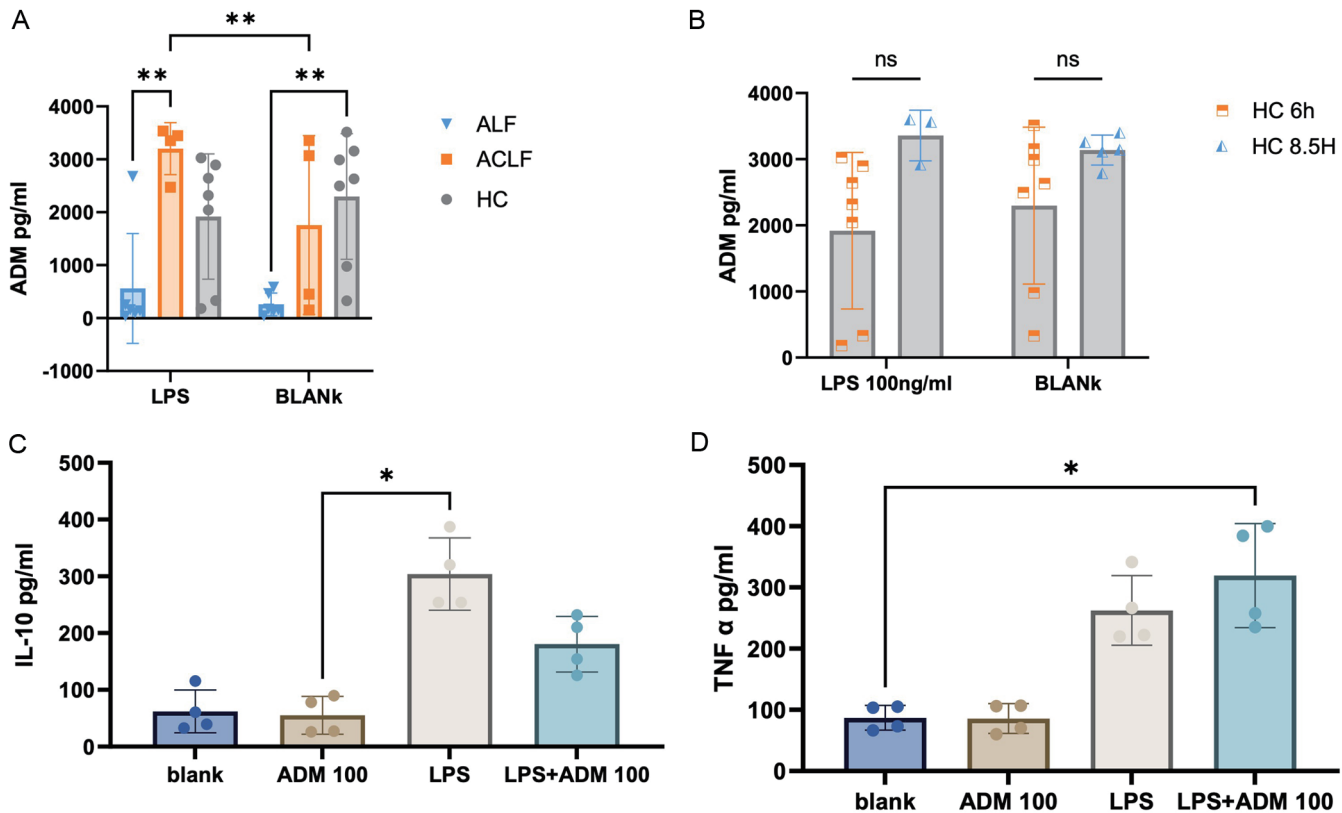 A
**
**
**
ADM pg/ml
4000
3000
2000
1000
0
-1000
LPS
BLANk
ALF
ACLF
HC
B
ns
ns
ADM pg/ml
4000
3000
2000
1000
0
LPS 100ng/ml
BLANk
HC 6h
HC 8.5H
C
*
IL-10 pg/ml
500
400
300
200
100
0
blank
ADM 100
LPS
LPS+ADM 100
D
*
TNF α pg/ml
500
400
300
200
100
0
blank
ADM 100
LPS
LPS+ADM 100